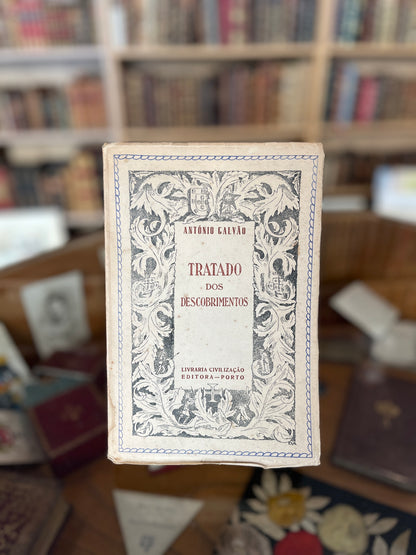 ANTÓNIO GALVÃO
TRATADO
DOS
DESCOBRIMENTOS
LIVRARIA CIVILIZAÇÃO
EDITORA — PORTO